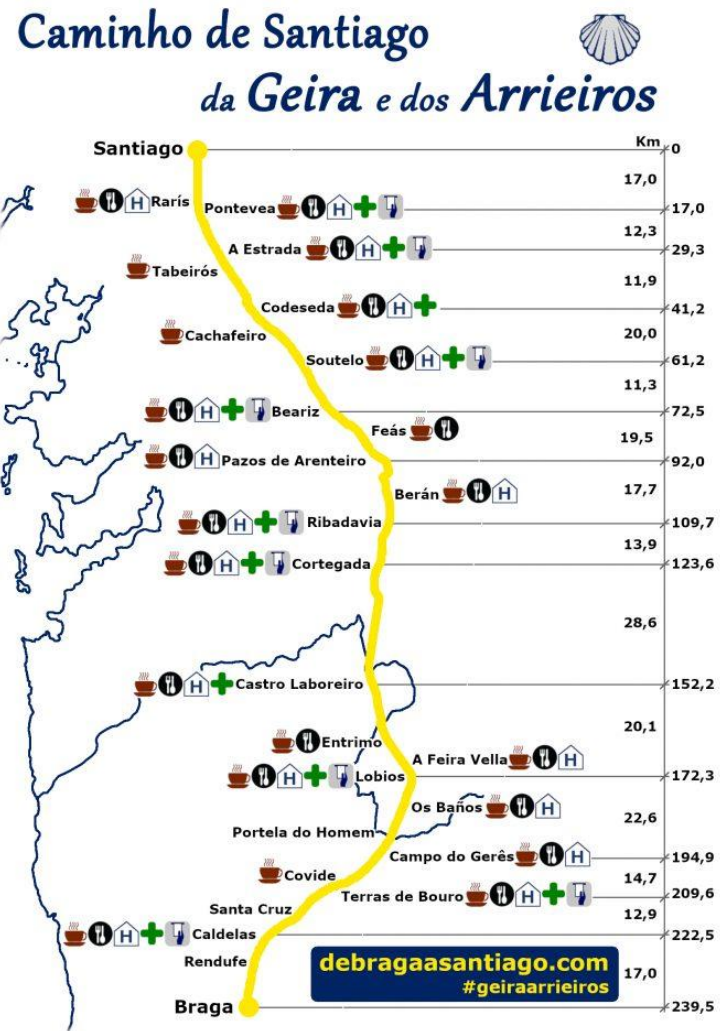 Caminho de Santiago
da Geira e dos Arrieiros
Km
Santiago 0
17,0
H Rarís
Pontevea H 17,0
12,3
A Estrada H 29,3
Tabeirós
11,9
Codeseda H 41,2
Cachafeiro
20,0
Soutelo H 61,2
11,3
H Beariz 72,5
Feás
19,5
H Pazos de Arenteiro 92,0
17,7
Berán H
H Ribadavia 109,7
13,9
H Cortegada 123,6
28,6
H Castro Laboreiro 152,2
20,1
Entrimo
A Feira Vella H
H Lobios 172,3
Os Baños H
22,6
Portela do Homem
Campo do Gerês H 194,9
Covide
14,7
Terras de Bouro H 209,6
Santa Cruz
12,9
H Caldelas 222,5
Rendufe
debragaasantiago.com
17,0
#geiraarrieiros
Braga 239,5